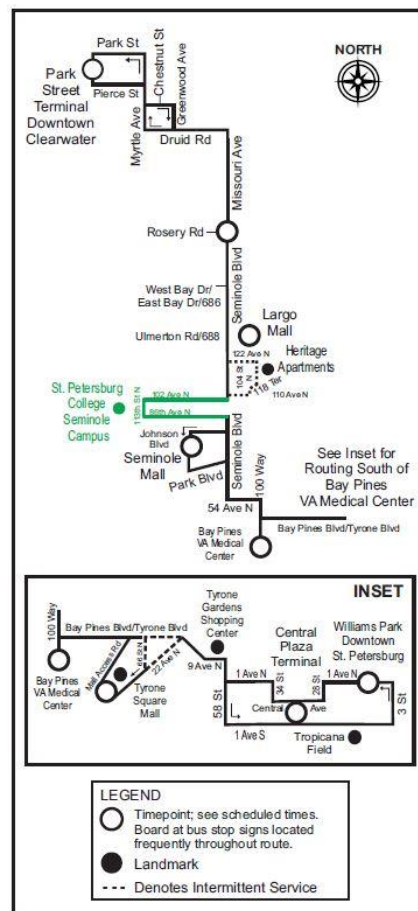 Park St
Chestnut St
Greenwood Ave
NORTH
Park
Street
Terminal
Downtown
Clearwater
Pierce St
Myrtle Ave
Druid Rd
Missouri Ave
Rosery Rd
Seminole Blvd
West Bay Dr/
East Bay Dr/686
Largo
Mall
Ulmerton Rd/688
122 Ave N
Heritage
Apartments
104 St
N
118 Ter
110 Ave N
St. Petersburg
College
Seminole
Campus
113th St N
102 Ave N
86th Ave N
Johnson
Blvd
Seminole
Mall
Park Blvd
Seminole Blvd
See Inset for
Routing South of
Bay Pines
VA Medical Center
54 Ave N
100 Way
Bay Pines Blvd/Tyrone Blvd
Bay Pines
VA Medical
Center
INSET
Tyrone
Gardens
Shopping
Center
Williams Park
Downtown
St. Petersburg
Central
Plaza
Terminal
100 Way
Bay Pines Blvd/Tyrone Blvd
Mall Access Rd
66 St N
22 Ave N
9 Ave N
1 Ave N
34 St
28 St
1 Ave N
Bay Pines
VA Medical
Center
Tyrone
Square
Mall
58 St
Central
Ave
3 St
1 Ave S
Tropicana
Field
LEGEND
Timepoint; see scheduled times.
Board at bus stop signs located
frequently throughout route.
Landmark
Denotes Intermittent Service